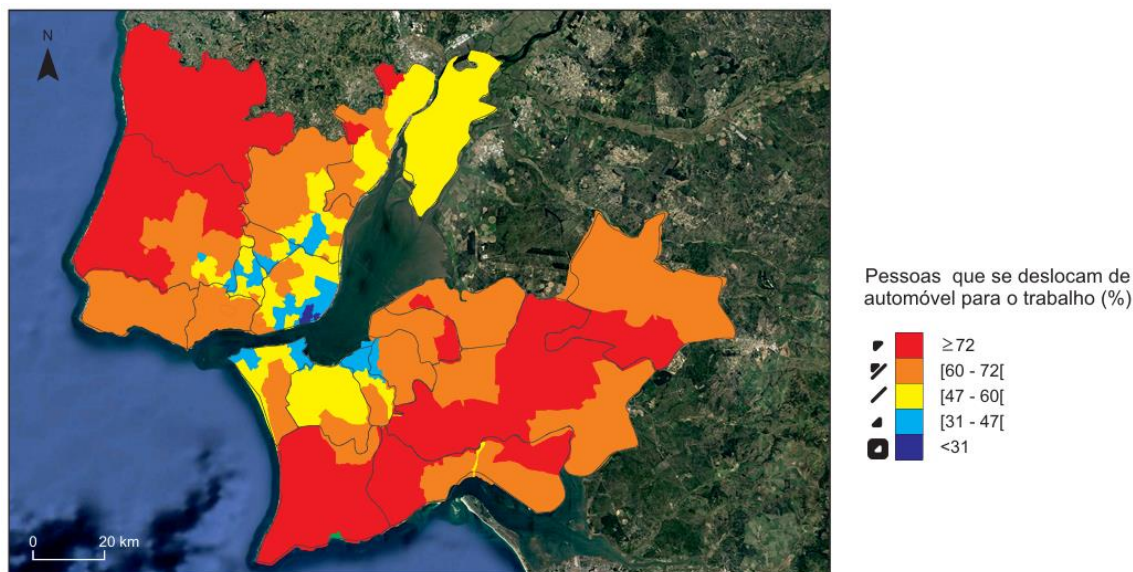 N
0 20 km
Pessoas que se deslocam de
automóvel para o trabalho (%)
≥72
[60 - 72[
[47 - 60[
[31 - 47[
<31